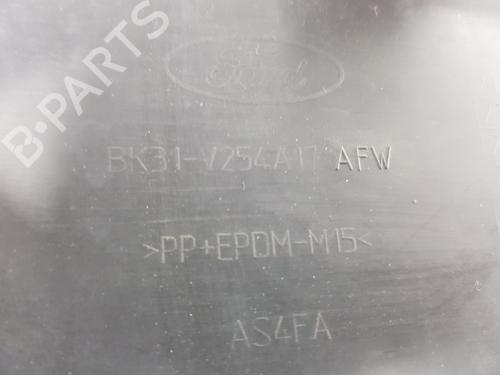 B-PARTS
Ford
BK31-V254A17 AFW
>PP+EPDM-M15<
AS4FA